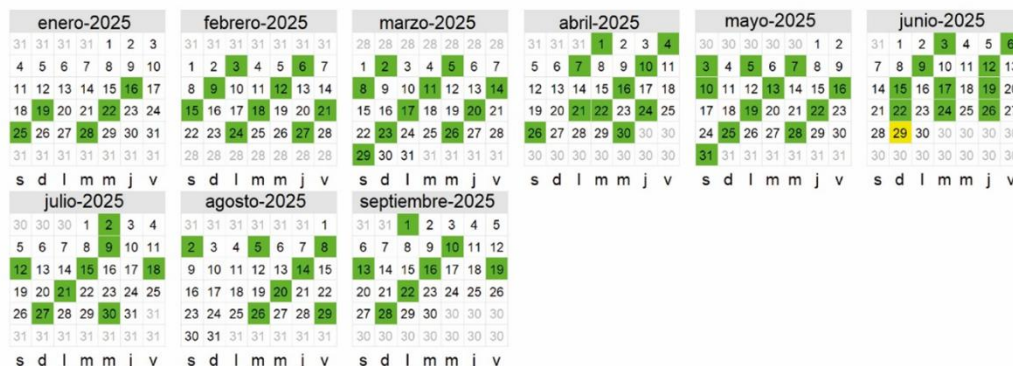 enero-2025 febrero-2025 marzo-2025 abril-2025 mayo-2025 junio-2025
31 31 31 31 1 2 3 31 31 31 31 31 31 31 28 28 28 28 28 28 28 31 31 31 1 2 3 4 30 30 30 30 30 1 2 31 1 2 3 4 5 6
4 5 6 7 8 9 10 1 2 3 4 5 6 7 1 2 3 4 5 6 7 5 6 7 8 9 10 11 3 4 5 6 7 8 9 7 8 9 10 11 12 13
11 12 13 14 15 16 17 8 9 10 11 12 13 14 8 9 10 11 12 13 14 12 13 14 15 16 17 18 10 11 12 13 14 15 16 14 15 16 17 18 19 20
18 19 20 21 22 23 24 15 16 17 18 19 20 21 15 16 17 18 19 20 21 19 20 21 22 23 24 25 17 18 19 20 21 22 23 21 22 23 24 25 26 27
25 26 27 28 29 30 31 22 23 24 25 26 27 28 22 23 24 25 26 27 28 26 27 28 29 30 30 30 24 25 26 27 28 29 30 28 29 30 30 30 30 30
31 31 31 31 31 31 31 28 28 28 28 28 28 28 29 30 31 31 31 31 31 30 30 30 30 30 30 30 31 31 31 31 31 31 31 30 30 30 30 30 30 30
s d l m m j v s d l m m j v s d l m m j v s d l m m j v s d l m m j v s d l m m j v
julio-2025 agosto-2025 septiembre-2025
30 30 30 1 2 3 4 31 31 31 31 31 31 1 31 31 1 2 3 4 5
5 6 7 8 9 10 11 2 3 4 5 6 7 8 6 7 8 9 10 11 12
12 13 14 15 16 17 18 9 10 11 12 13 14 15 13 14 15 16 17 18 19
19 20 21 22 23 24 25 16 17 18 19 20 21 22 20 21 22 23 24 25 26
26 27 28 29 30 31 31 23 24 25 26 27 28 29 27 28 29 30 30 30 30
31 31 31 31 31 31 31 30 31 31 31 31 31 31 30 30 30 30 30 30 30
s d l m m j v s d l m m j v s d l m m j v